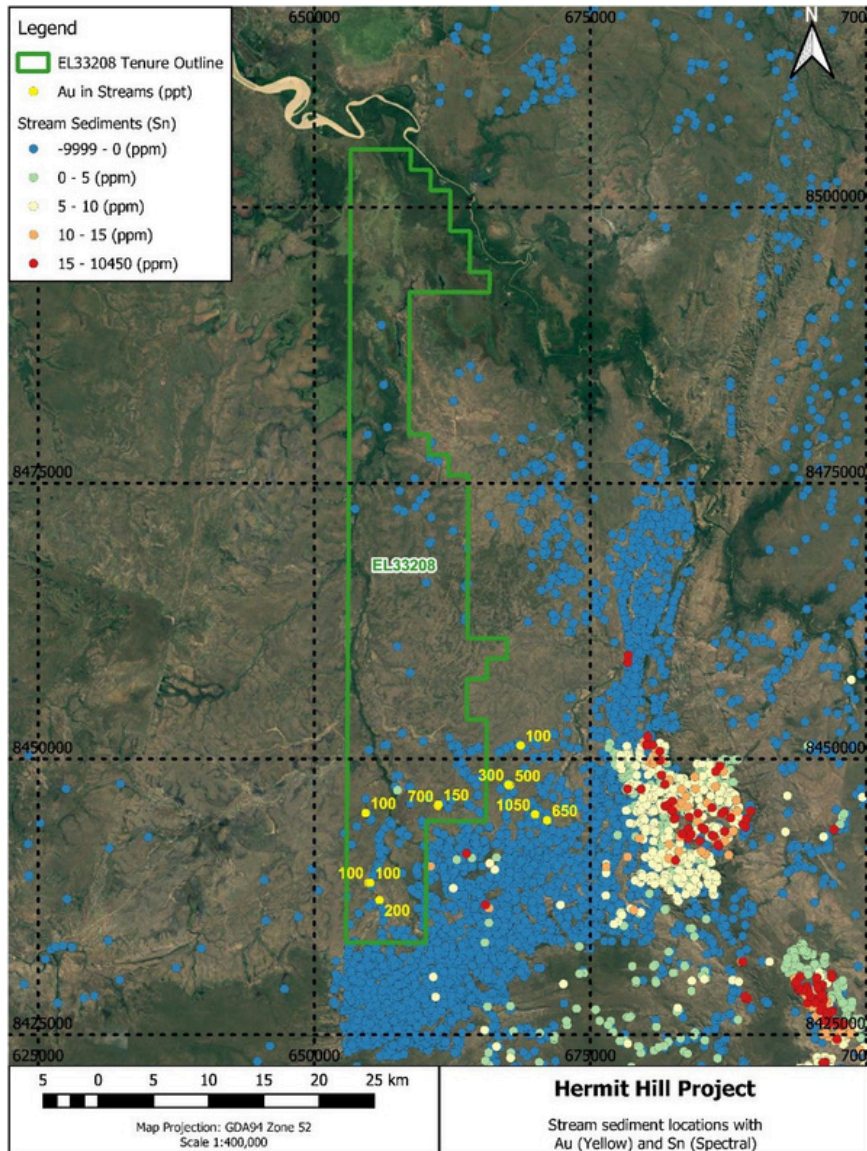 Legend
EL33208 Tenure Outline
Au in Streams (ppt)
Stream Sediments (Sn)
-9999 - 0 (ppm)
0 - 5 (ppm)
5 - 10 (ppm)
10 - 15 (ppm)
15 - 10450 (ppm)
650000
675000
700
N
8500000
8500000
8475000
8475000
EL33208
100
8450000
8450000
300
500
700
150
1050
650
100
100
100
200
8425000
8425000
625000
650000
675000
700
5
0
5
10
15
20
25 km
Map Projection: GDA94 Zone 52
Scale 1:400,000
Hermit Hill Project
Stream sediment locations with
Au (Yellow) and Sn (Spectral)